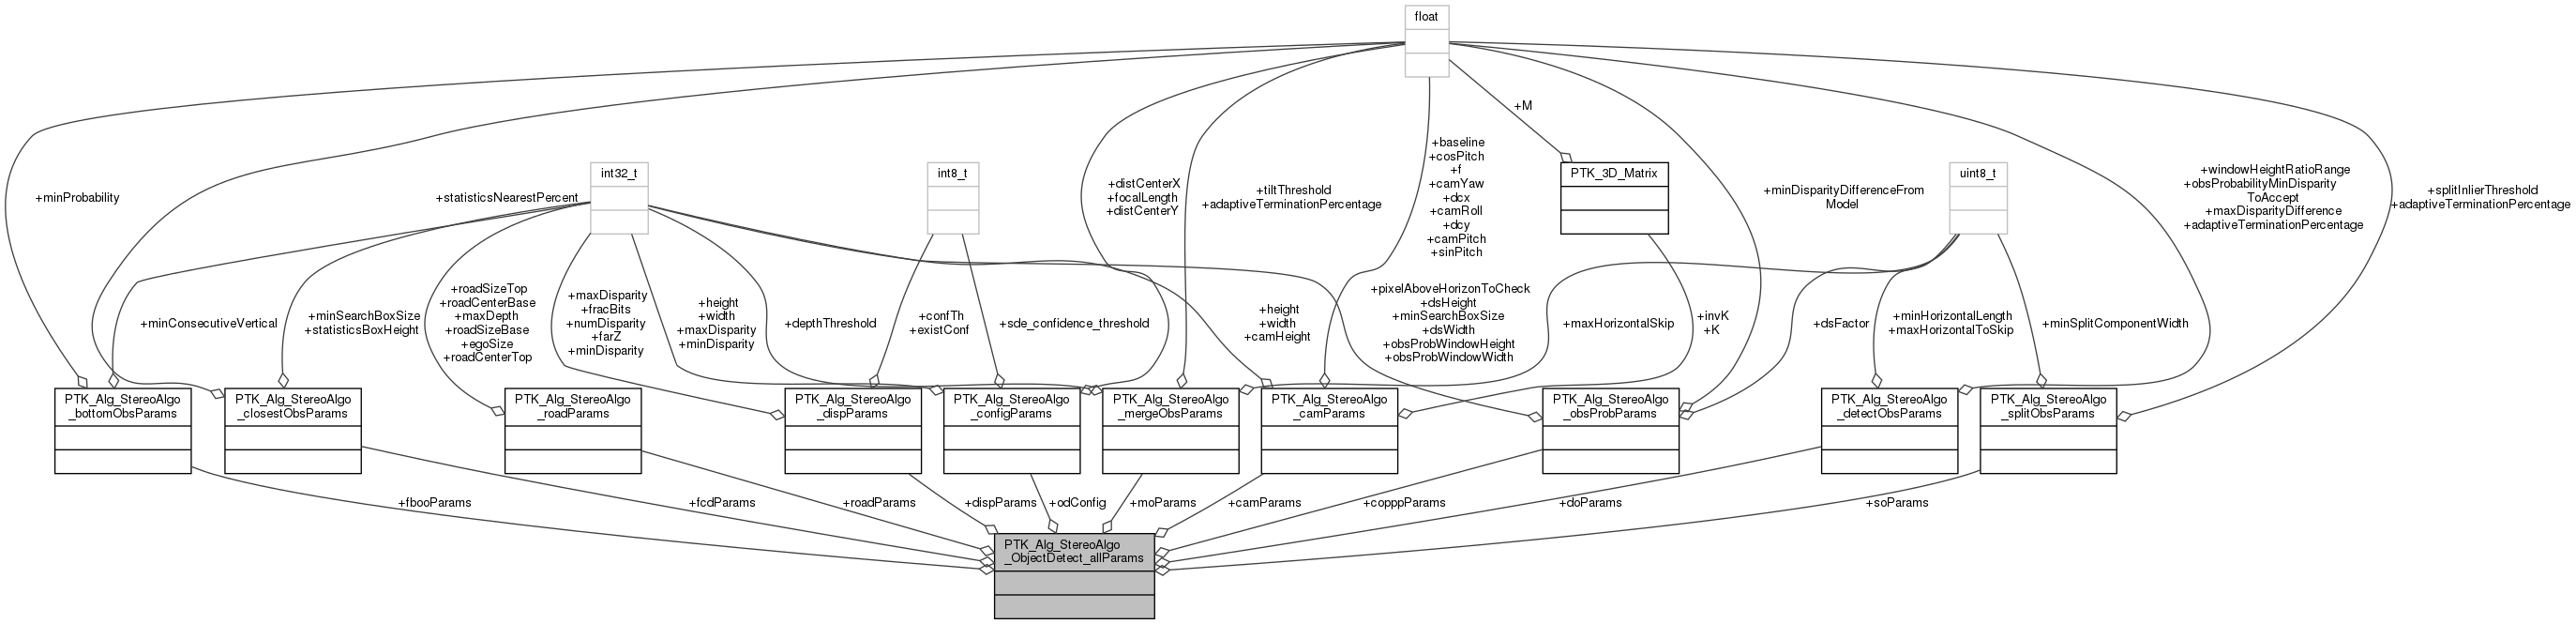 float
+M
+baseline
+cosPitch
+f
+camYaw
+dcx
+camRoll
+dcy
+camPitch
+sinPitch
int32_t
int8_t
PTK_3D_Matrix
uint8_t
+minProbability
+statisticsNearestPercent
+distCenterX
+focalLength
+distCenterY
+tiltThreshold
+adaptiveTerminationPercentage
+minDisparityDifferenceFrom
Model
+windowHeightRatioRange
+obsProbabilityMinDisparity
ToAccept
+maxDisparityDifference
+adaptiveTerminationPercentage
+splitInlierThreshold
+adaptiveTerminationPercentage
+minConsecutiveVertical
+minSearchBoxSize
+statisticsBoxHeight
+roadSizeTop
+roadCenterBase
+maxDepth
+roadSizeBase
+egoSize
+roadCenterTop
+maxDisparity
+fracBits
+numDisparity
+farZ
+minDisparity
+height
+width
+maxDisparity
+minDisparity
+depthThreshold
+confTh
+existConf
+sde_confidence_threshold
+height
+width
+camHeight
+pixelAboveHorizonToCheck
+dsHeight
+minSearchBoxSize
+dsWidth
+obsProbWindowHeight
+obsProbWindowWidth
+maxHorizontalSkip
+invK
+K
+dsFactor
+minHorizontalLength
+maxHorizontalToSkip
+minSplitComponentWidth
PTK_Alg_StereoAlgo
_bottomObsParams
PTK_Alg_StereoAlgo
_closestObsParams
PTK_Alg_StereoAlgo
_roadParams
PTK_Alg_StereoAlgo
_dispParams
PTK_Alg_StereoAlgo
_configParams
PTK_Alg_StereoAlgo
_mergeObsParams
PTK_Alg_StereoAlgo
_camParams
PTK_Alg_StereoAlgo
_obsProbParams
PTK_Alg_StereoAlgo
_detectObsParams
PTK_Alg_StereoAlgo
_splitObsParams
+fbooParams
+fcdParams
+roadParams
+dispParams
+odConfig
+moParams
+camParams
+copppParams
+doParams
+soParams
PTK_Alg_StereoAlgo
_ObjectDetect_allParams